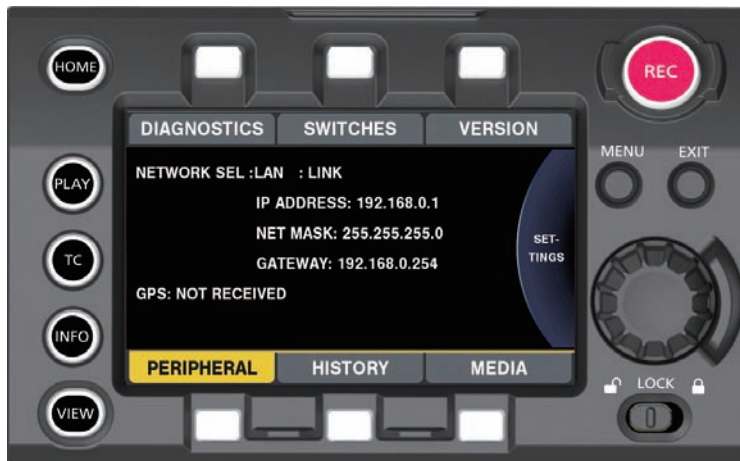 HOME
REC
DIAGNOSTICS SWITCHES VERSION
MENU EXIT
NETWORK SEL :LAN : LINK
PLAY
IP ADDRESS: 192.168.0.1
NET MASK: 255.255.255.0
SET-
TINGS
TC
GATEWAY: 192.168.0.254
GPS: NOT RECEIVED
INFO
PERIPHERAL HISTORY MEDIA
LOCK
VIEW